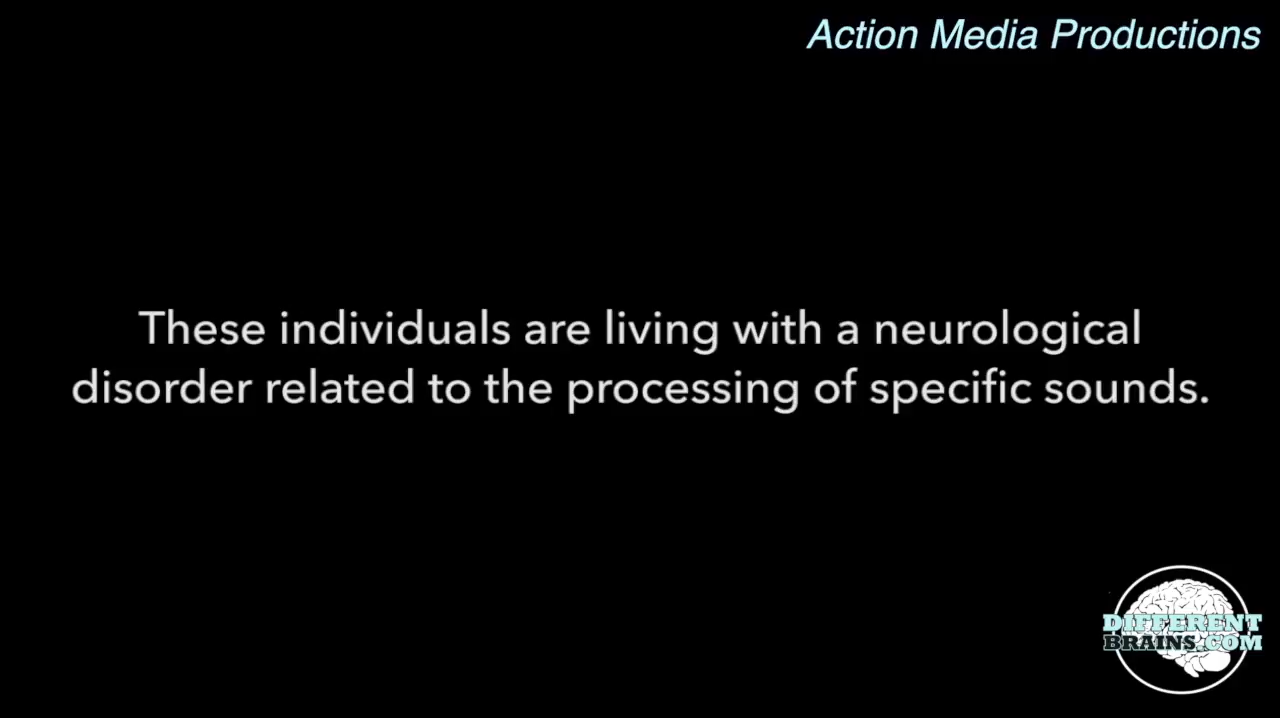 Action Media Productions
These individuals are living with a neurological
disorder related to the processing of specific sounds.
DIFFERENT
BRAINS.COM